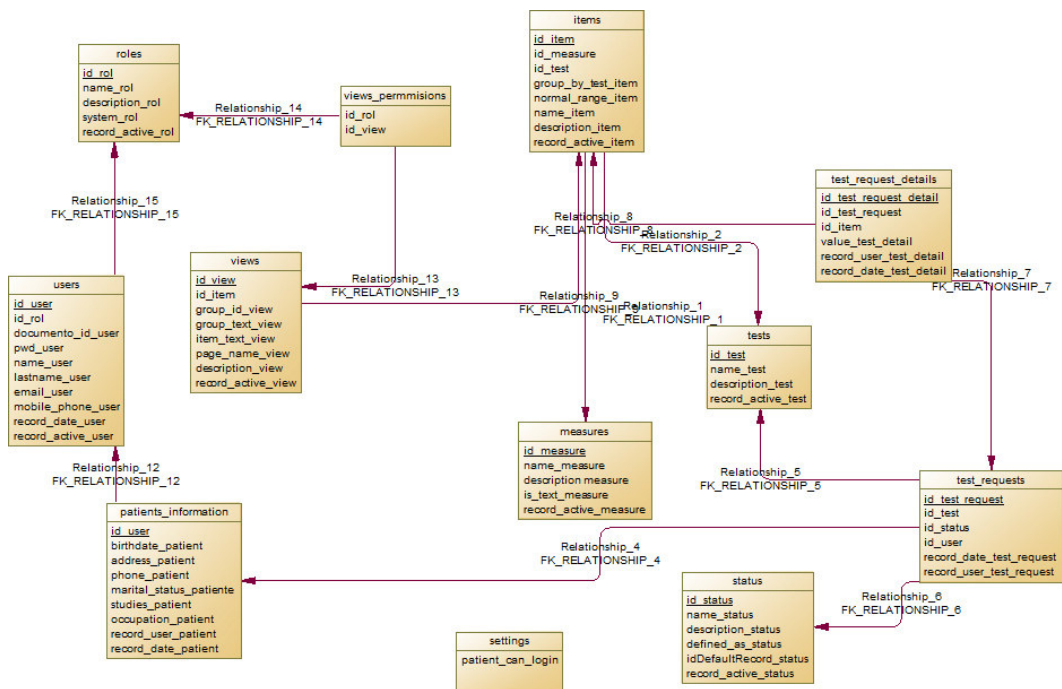 items
id_item
id_measure
id_test
group_by_test_item
normal_range_item
name_item
description_item
record_active_item
roles
id_rol
name_rol
description_rol
system_rol
record_active_rol
Relationship_14
FK_RELATIONSHIP_14
views_permmisions
id_rol
id_view
test_request_details
id_test_request_detail
id_test_request
id_item
value_test_detail
record_user_test_detail
record_date_test_detail
Relationship_15
FK_RELATIONSHIP_15
Relationship_8
FK_RELATIONSHIP_8
Relationship_2
FK_RELATIONSHIP_2
views
id_view
id_item
group_id_view
group_text_view
item_text_view
page_name_view
description_view
record_active_view
Relationship_13
FK_RELATIONSHIP_13
Relationship_7
FK_RELATIONSHIP_7
users
id_user
id_rol
documento_id_user
pwd_user
name_user
lastname_user
email_user
mobile_phone_user
record_date_user
record_active_user
Relationship_9
FK_RELATIONSHIP_9
Relationship_1
FK_RELATIONSHIP_1
tests
id_test
name_test
description_test
record_active_test
measures
id_measure
name_measure
description measure
is_text_measure
record_active_measure
Relationship_12
FK_RELATIONSHIP_12
Relationship_5
FK_RELATIONSHIP_5
test_requests
id_test_request
id_test
id_status
id_user
record_date_test_request
record_user_test_request
patients_information
id_user
birthdate_patient
address_patient
phone_patient
marital_status_patiente
studies_patient
occupation_patient
record_user_patient
record_date_patient
Relationship_4
FK_RELATIONSHIP_4
status
id_status
name_status
description_status
defined_as_status
idDefaultRecord_status
record_active_status
Relationship_6
FK_RELATIONSHIP_6
settings
patient_can_login